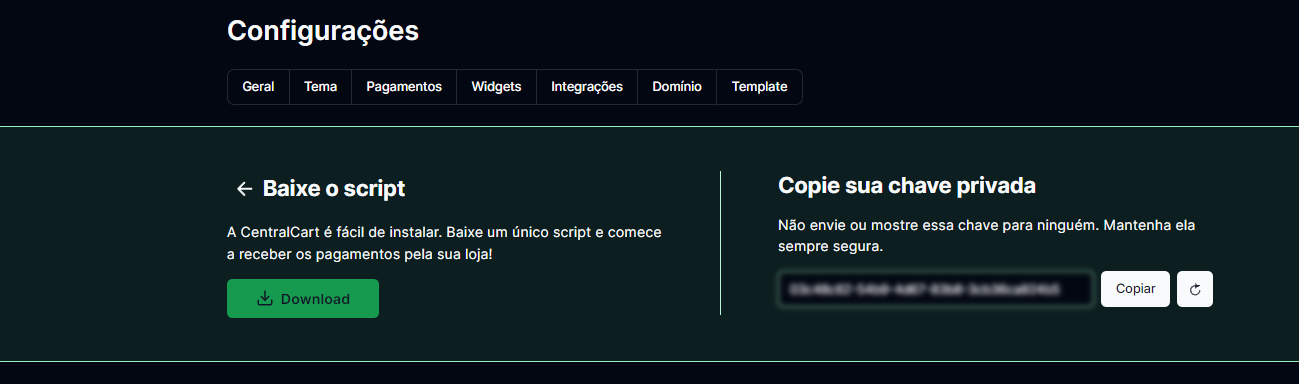 Configurações
Geral
Tema
Pagamentos
Widgets
Integrações
Domínio
Template
Baixe o script
A CentralCart é fácil de instalar. Baixe um único script e comece
a receber os pagamentos pela sua loja!
Download
Copie sua chave privada
Não envie ou mostre essa chave para ninguém. Mantenha ela
sempre segura.
Copiar